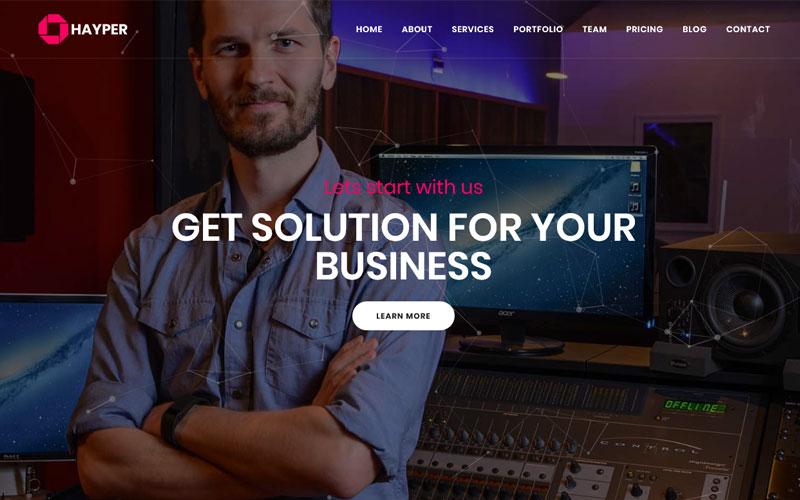 HAYPER
HOME ABOUT SERVICES PORTFOLIO TEAM PRICING BLOG CONTACT
Lets start with us
GET SOLUTION FOR YOUR
BUSINESS
LEARN MORE
acer
OFFLINE
CONTROL